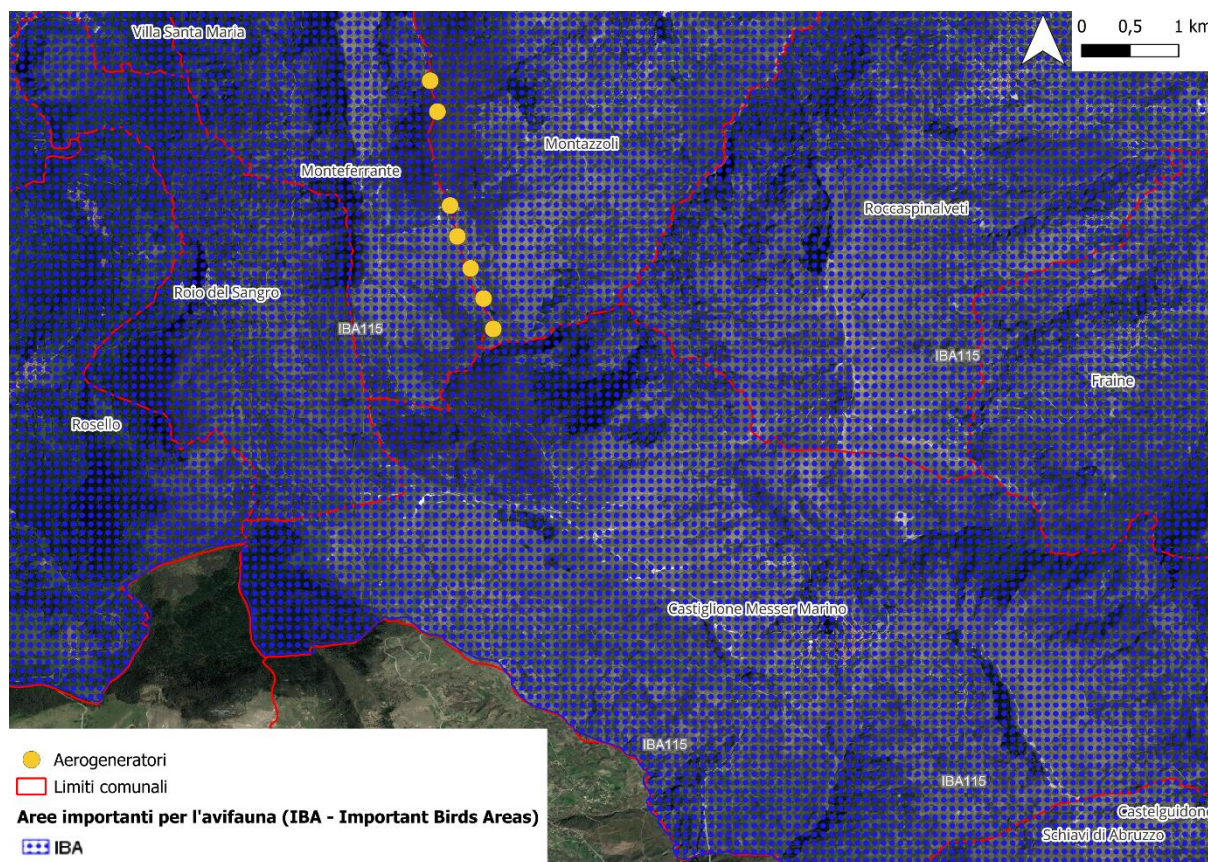 Villa Santa Maria
0 0,5 1 km
Montazzoli
Monteferrante
Roccaspinalveti
Roio del Sangro
IBA115
IBA115
Fraine
Rosello
Castiglione Messer Marino
IBA115
IBA115
Castelguidone
Schiavi di Abruzzo
Aerogeneratori
Limiti comunali
Aree importanti per l'avifauna (IBA - Important Birds Areas)
IBA